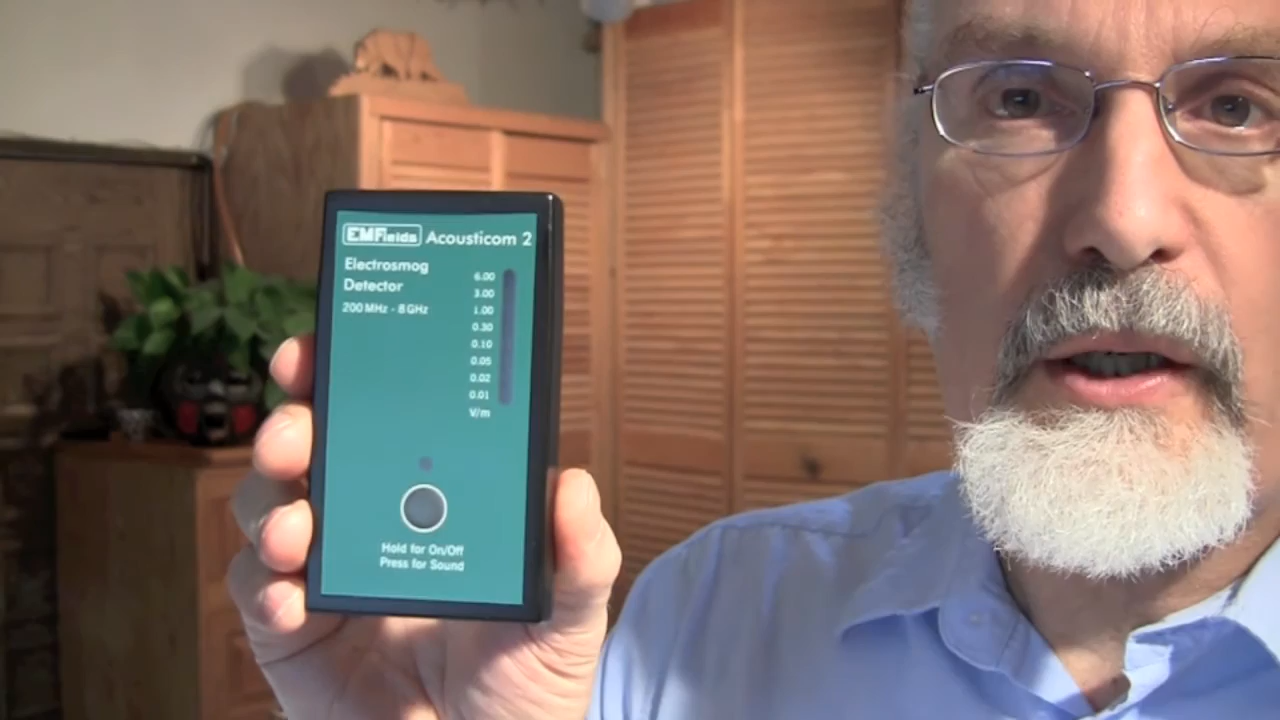 EMFields Acousticom 2
Electrosmog
Detector
200 MHz - 8 GHz
6.00
3.00
1.00
0.30
0.10
0.05
0.02
0.01
V/m
Hold for On/Off
Press for Sound